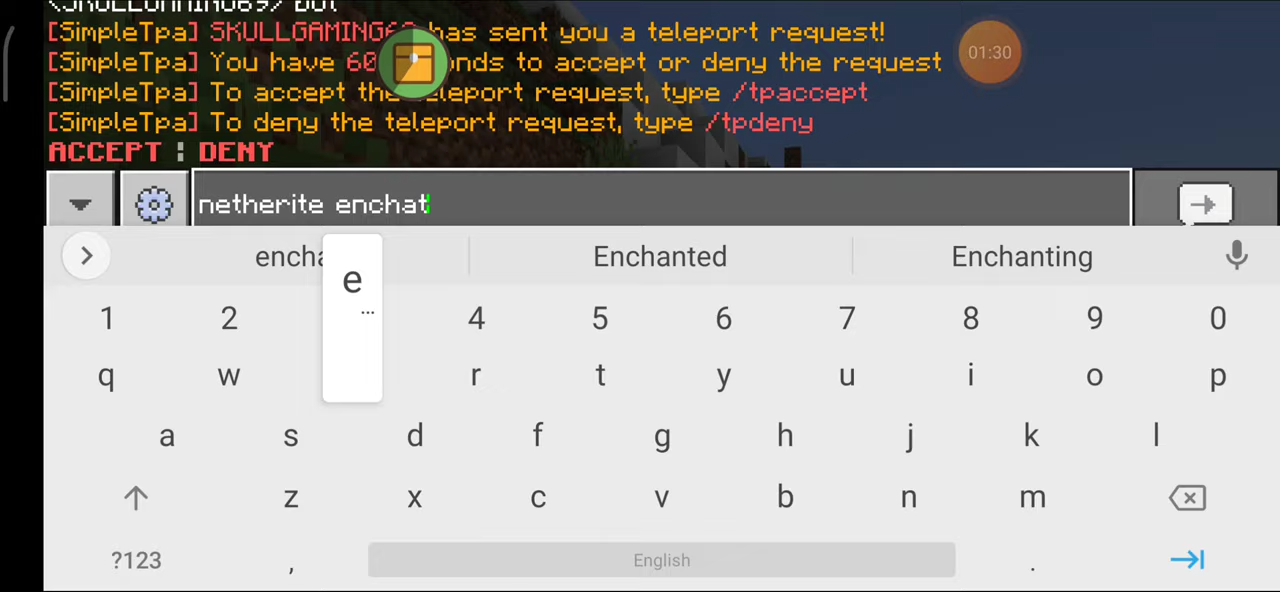 [SimpleTpa] has sent you a teleport request!
01:30
[SimpleTpa] You have 60 onds to accept or deny the request
[SimpleTpa] To accept the teleport request, type /tpaccept
[SimpleTpa] To deny the teleport request, type /tpdeny
ACCEPT : DENY
netherite enchat
encha Enchanted Enchanting
e
1 2 4 5 6 7 8 9 0
q w r t y u i o p
a s d f g h j k l
z x c v b n m
?123 , English .